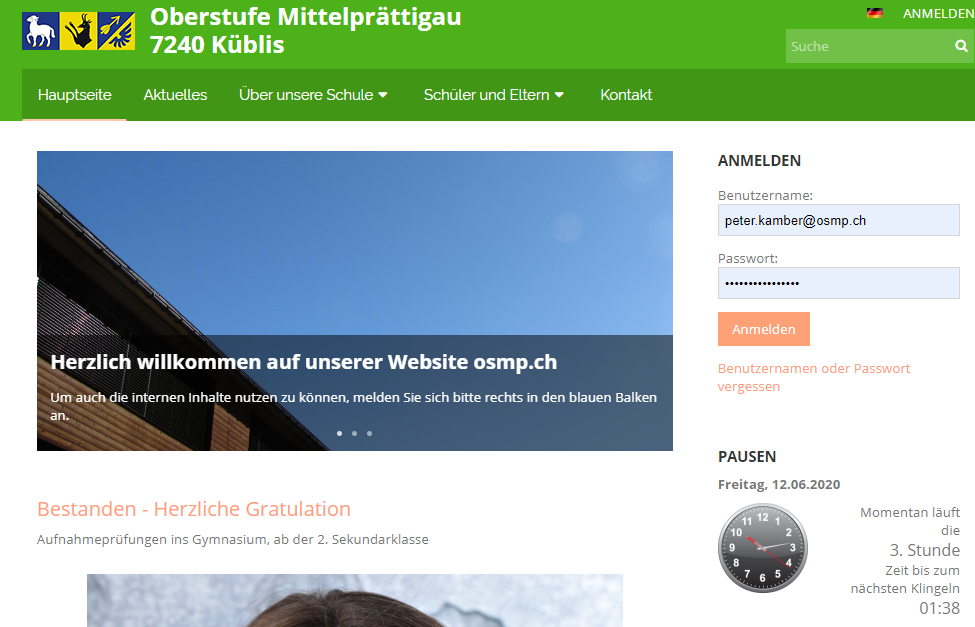 Oberstufe Mittelprättigau
7240 Küblis
ANMELDEN
Suche
Hauptseite
Aktuelles
Über unsere Schule
Schüler und Eltern
Kontakt
Herzlich willkommen auf unserer Website osmp.ch
Um auch die internen Inhalte nutzen zu können, melden Sie sich bitte rechts in den blauen Balken
an.
Bestanden - Herzliche Gratulation
Aufnahmeprüfungen ins Gymnasium, ab der 2. Sekundarklasse
ANMELDEN
Benutzername:
peter.kamber@osmp.ch
Passwort:
••••••••••••••••
Anmelden
Benutzernamen oder Passwort
vergessen
PAUSEN
Freitag, 12.06.2020
12
1
2
3
4
5
6
7
8
9
10
11
Momentan läuft
die
3. Stunde
Zeit bis zum
nächsten Klingeln
01:38